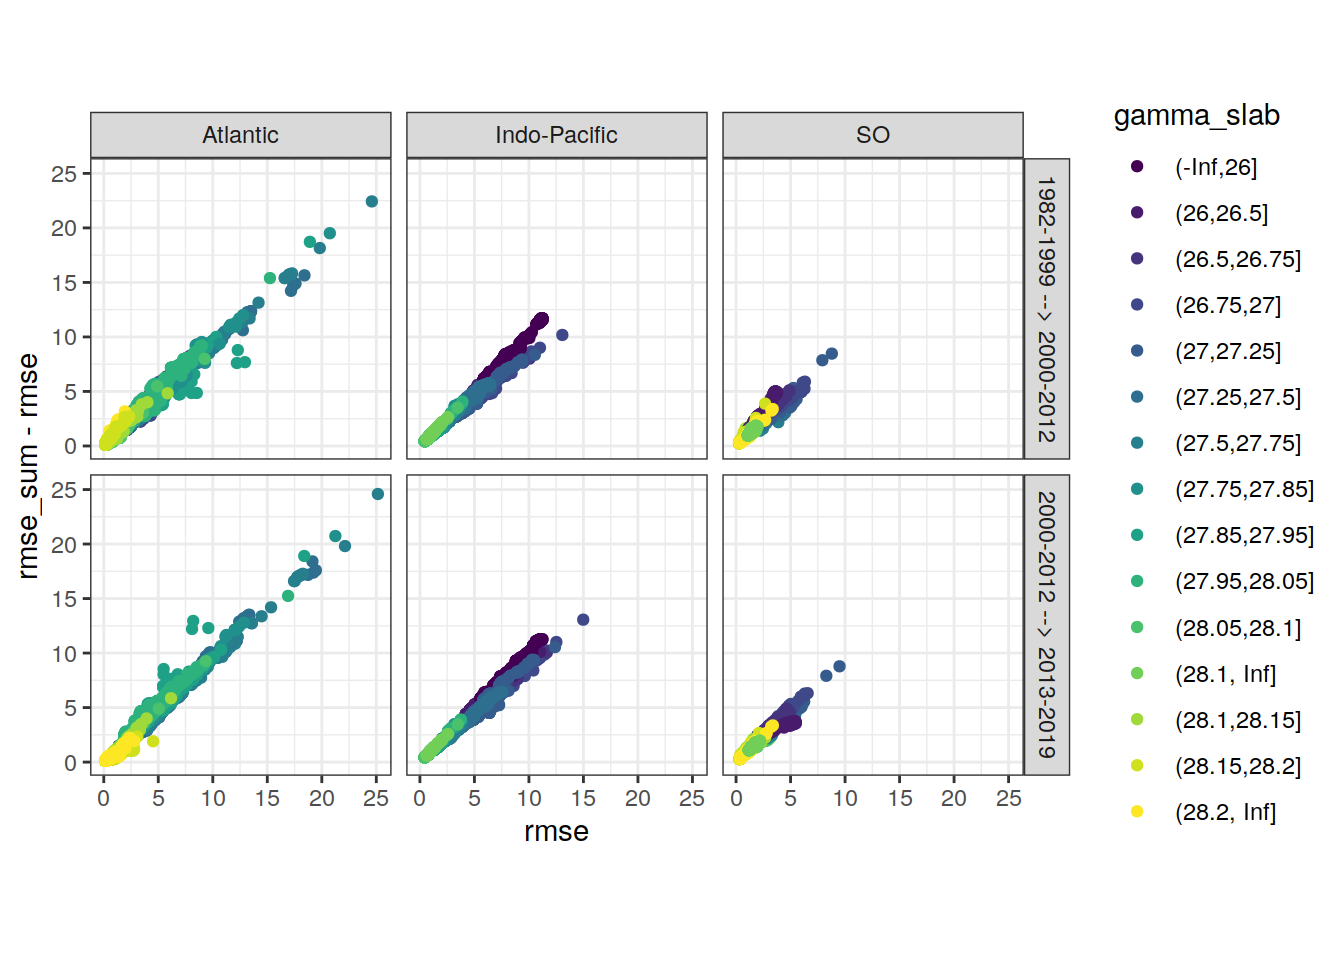 Atlantic
Indo-Pacific
SO
1982-1999 --> 2000-2012
2000-2012 --> 2013-2019
25
20
15
10
5
0
25
20
15
10
5
0
rmse_sum - rmse
0 5 10 15 20 25
0 5 10 15 20 25
0 5 10 15 20 25
rmse
gamma_slab
(-Inf,26]
(26,26.5]
(26.5,26.75]
(26.75,27]
(27,27.25]
(27.25,27.5]
(27.5,27.75]
(27.75,27.85]
(27.85,27.95]
(27.95,28.05]
(28.05,28.1]
(28.1, Inf]
(28.1,28.15]
(28.15,28.2]
(28.2, Inf]